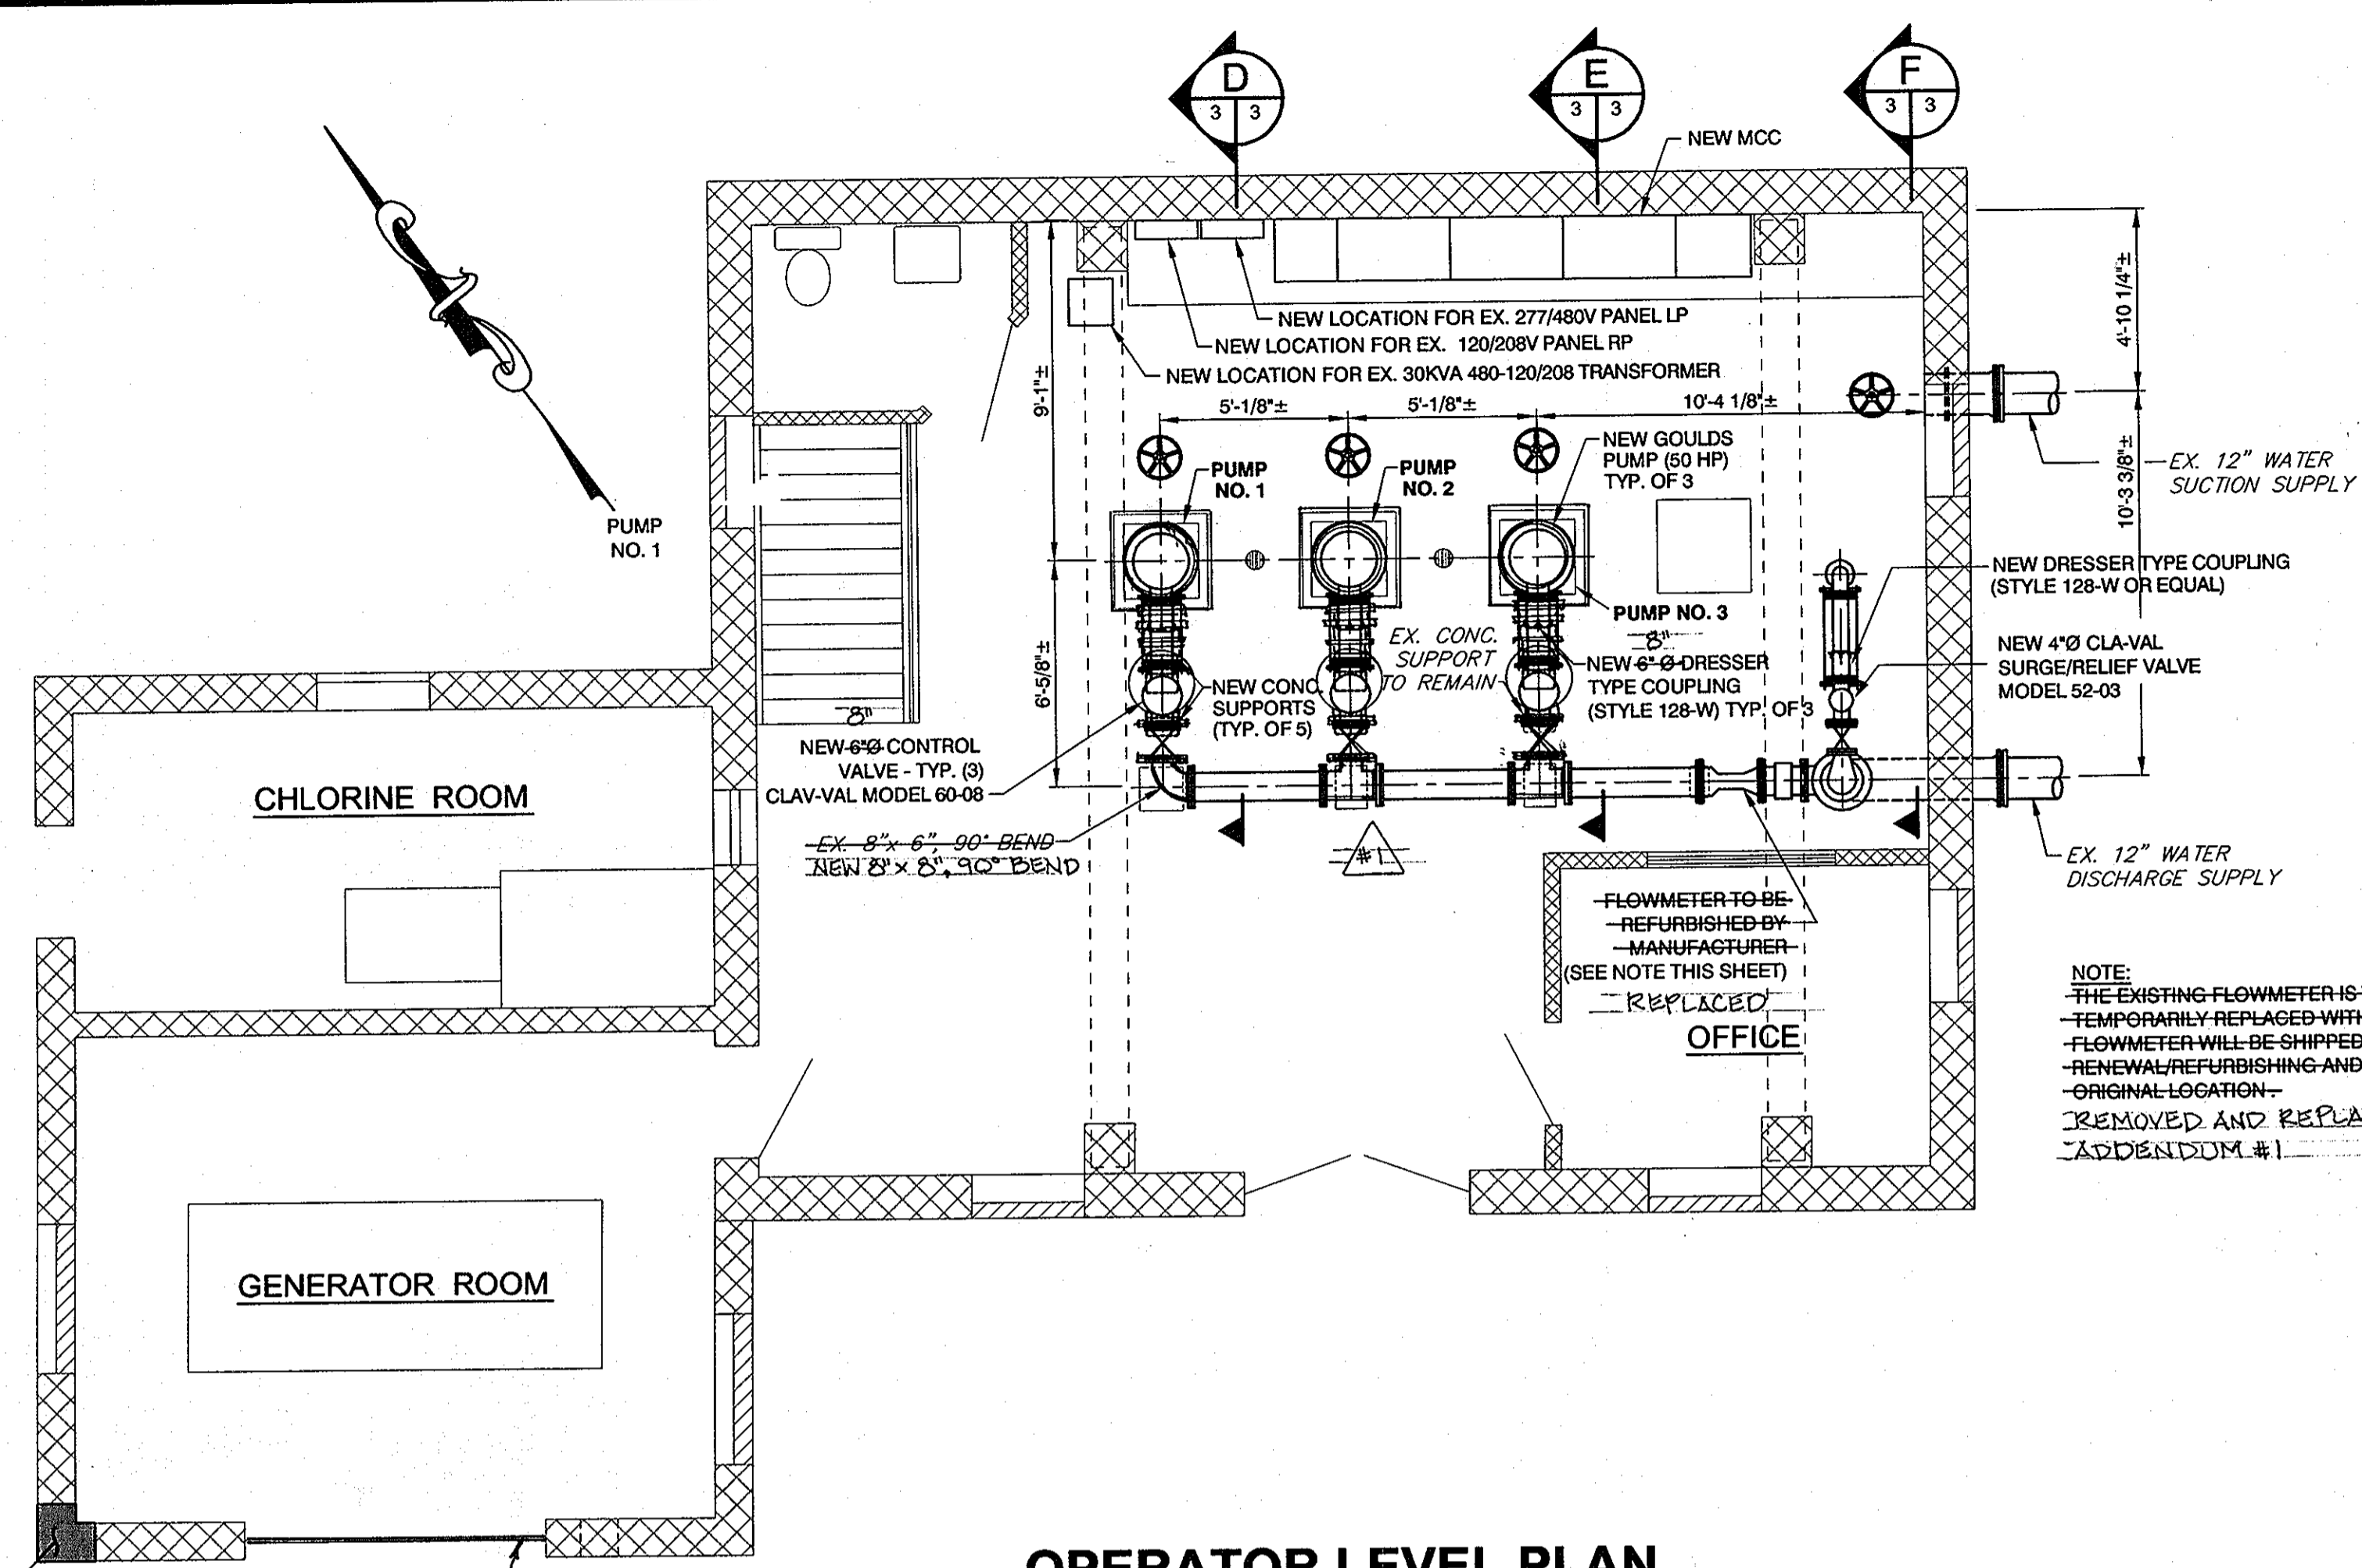 D
3 3
E
3 3
F
3 3
NEW MCC
NEW LOCATION FOR EX. 277/480V PANEL LP
NEW LOCATION FOR EX. 120/208V PANEL RP
NEW LOCATION FOR EX. 30KVA 480-120/208 TRANSFORMER
9'-1"±
5'-1/8"±
5'-1/8"±
10'-4 1/8"±
4'-10 1/4"±
10'-3 3/8"±
EX. 12" WATER
SUCTION SUPPLY
PUMP
NO. 1
PUMP
NO. 1
PUMP
NO. 2
NEW GOULDS
PUMP (50 HP)
TYP. OF 3
PUMP NO. 3
NEW DRESSER TYPE COUPLING
(STYLE 128-W OR EQUAL)
NEW 4"Ø CLA-VAL
SURGE/RELIEF VALVE
MODEL 52-03
6'-5/8"±
EX. CONC.
SUPPORT
TO REMAIN
8"
NEW 6" Ø DRESSER
TYPE COUPLING
(STYLE 128-W) TYP. OF 3
NEW CONC.
SUPPORTS
(TYP. OF 5)
8"
NEW 6"Ø CONTROL
VALVE - TYP. (3)
CLAV-VAL MODEL 60-08
EX. 8"x 6", 90° BEND
NEW 8" x 8", 90° BEND
#1
CHLORINE ROOM
EX. 12" WATER
DISCHARGE SUPPLY
FLOWMETER TO BE
REFURBISHED BY
MANUFACTURER
(SEE NOTE THIS SHEET)
REPLACED
OFFICE
NOTE:
THE EXISTING FLOWMETER IS
TEMPORARILY REPLACED WITH
FLOWMETER WILL BE SHIPPED
RENEWAL/REFURBISHING AND
ORIGINAL LOCATION.
REMOVED AND
ADDENDUM #1
GENERATOR ROOM
OPERATOR LEVEL PLAN